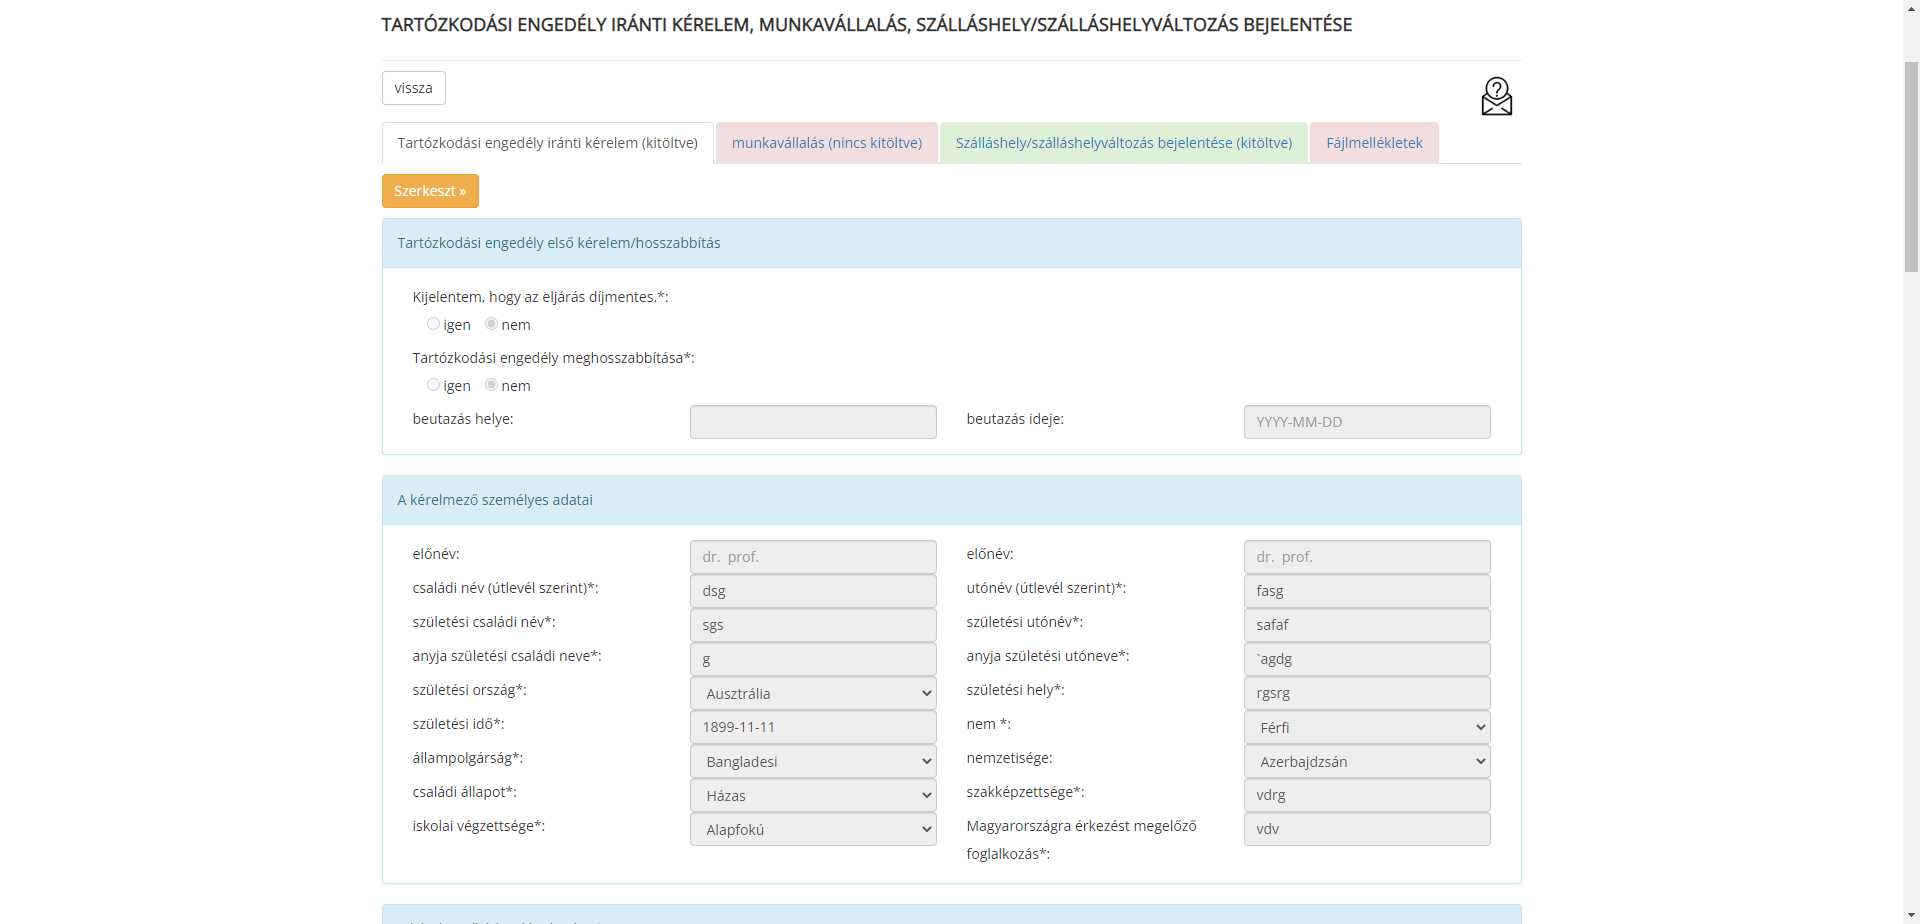 TARTÓZKODÁSI ENGEDÉLY IRÁNTI KÉRELEM, MUNKAVÁLLALÁS, SZÁLLÁSHELY/SZÁLLÁSHELYVÁLTOZÁS BEJELENTÉSE
vissza
Tartózkodási engedély iránti kérelem (kitöltve) munkavállalás (nincs kitöltve) Szálláshely/szálláshelyváltozás bejelentése (kitöltve) Fájlmellékletek
Szerkeszt »
Tartózkodási engedély első kérelem/hosszabbítás
Kijelentem, hogy az eljárás díjmentes.*:
igen nem
Tartózkodási engedély meghosszabbítása*:
igen nem
beutazás helye: beutazás ideje: YYYY-MM-DD
A kérelmező személyes adatai
előnév: dr. prof. előnév: dr. prof.
családi név (útlevél szerint)*: dsg utónév (útlevél szerint)*: fasg
születési családi név*: sgs születési utónév*: safaf
anyja születési családi neve*: g anyja születési utóneve*: `agdg
születési ország*: Ausztrália születési hely*: rgsrg
születési idő*: 1899-11-11 nem *: Férfi
állampolgárság*: Bangladesi nemzetisége: Azerbajdzsán
családi állapot*: Házas szakképzettsége*: vdrg
iskolai végzettsége*: Alapfokú Magyarországra érkezést megelőző vdv
foglalkozás*: